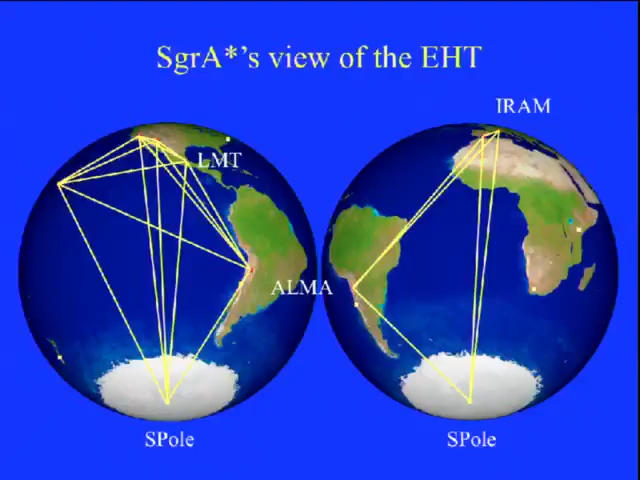 SgrA*'s view of the EHT
IRAM
LMT
ALMA
SPole
SPole